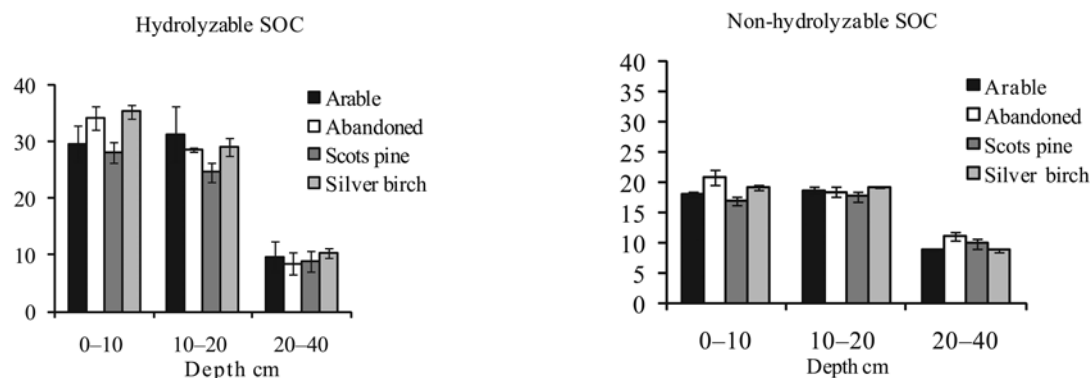 Hydrolyzable SOC
40
30
20
10
0
Arable
Abandoned
Scots pine
Silver birch
0–10
10–20
20–40
Depth cm
Non-hydrolyzable SOC
40
35
30
25
20
15
10
5
0
Arable
Abandoned
Scots pine
Silver birch
0–10
10–20
20–40
Depth cm